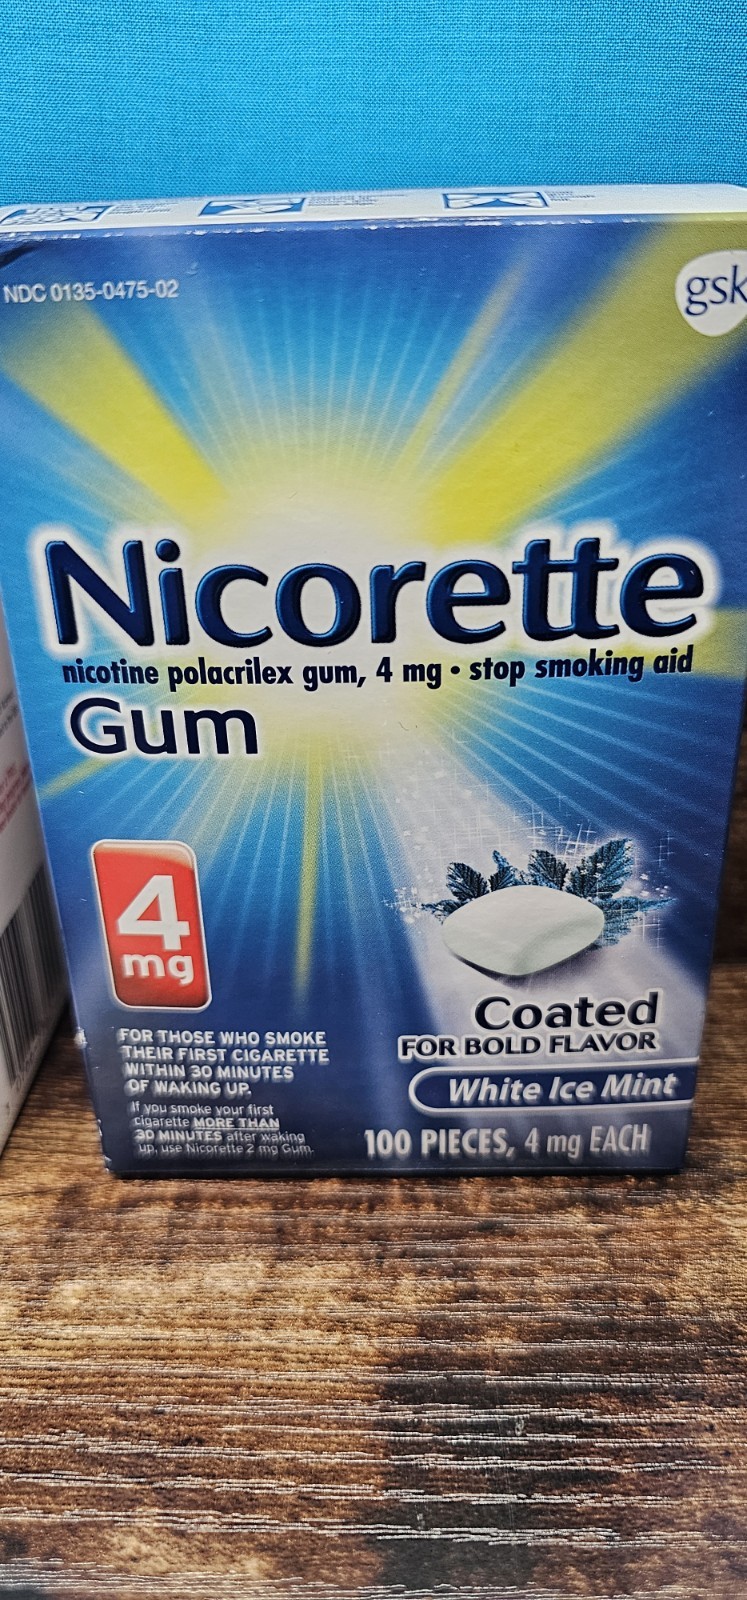 NDC 0135-0475-02
gsk
Nicorette
nicotine polacrilex gum, 4 mg • stop smoking aid
Gum
4
mg
FOR THOSE WHO SMOKE
THEIR FIRST CIGARETTE
WITHIN 30 MINUTES
OF WAKING UP.
If you smoke your first
cigarette MORE THAN
30 MINUTES after waking
up, use Nicorette 2 mg Gum.
Coated
FOR BOLD FLAVOR
White Ice Mint
100 PIECES, 4 mg EACH